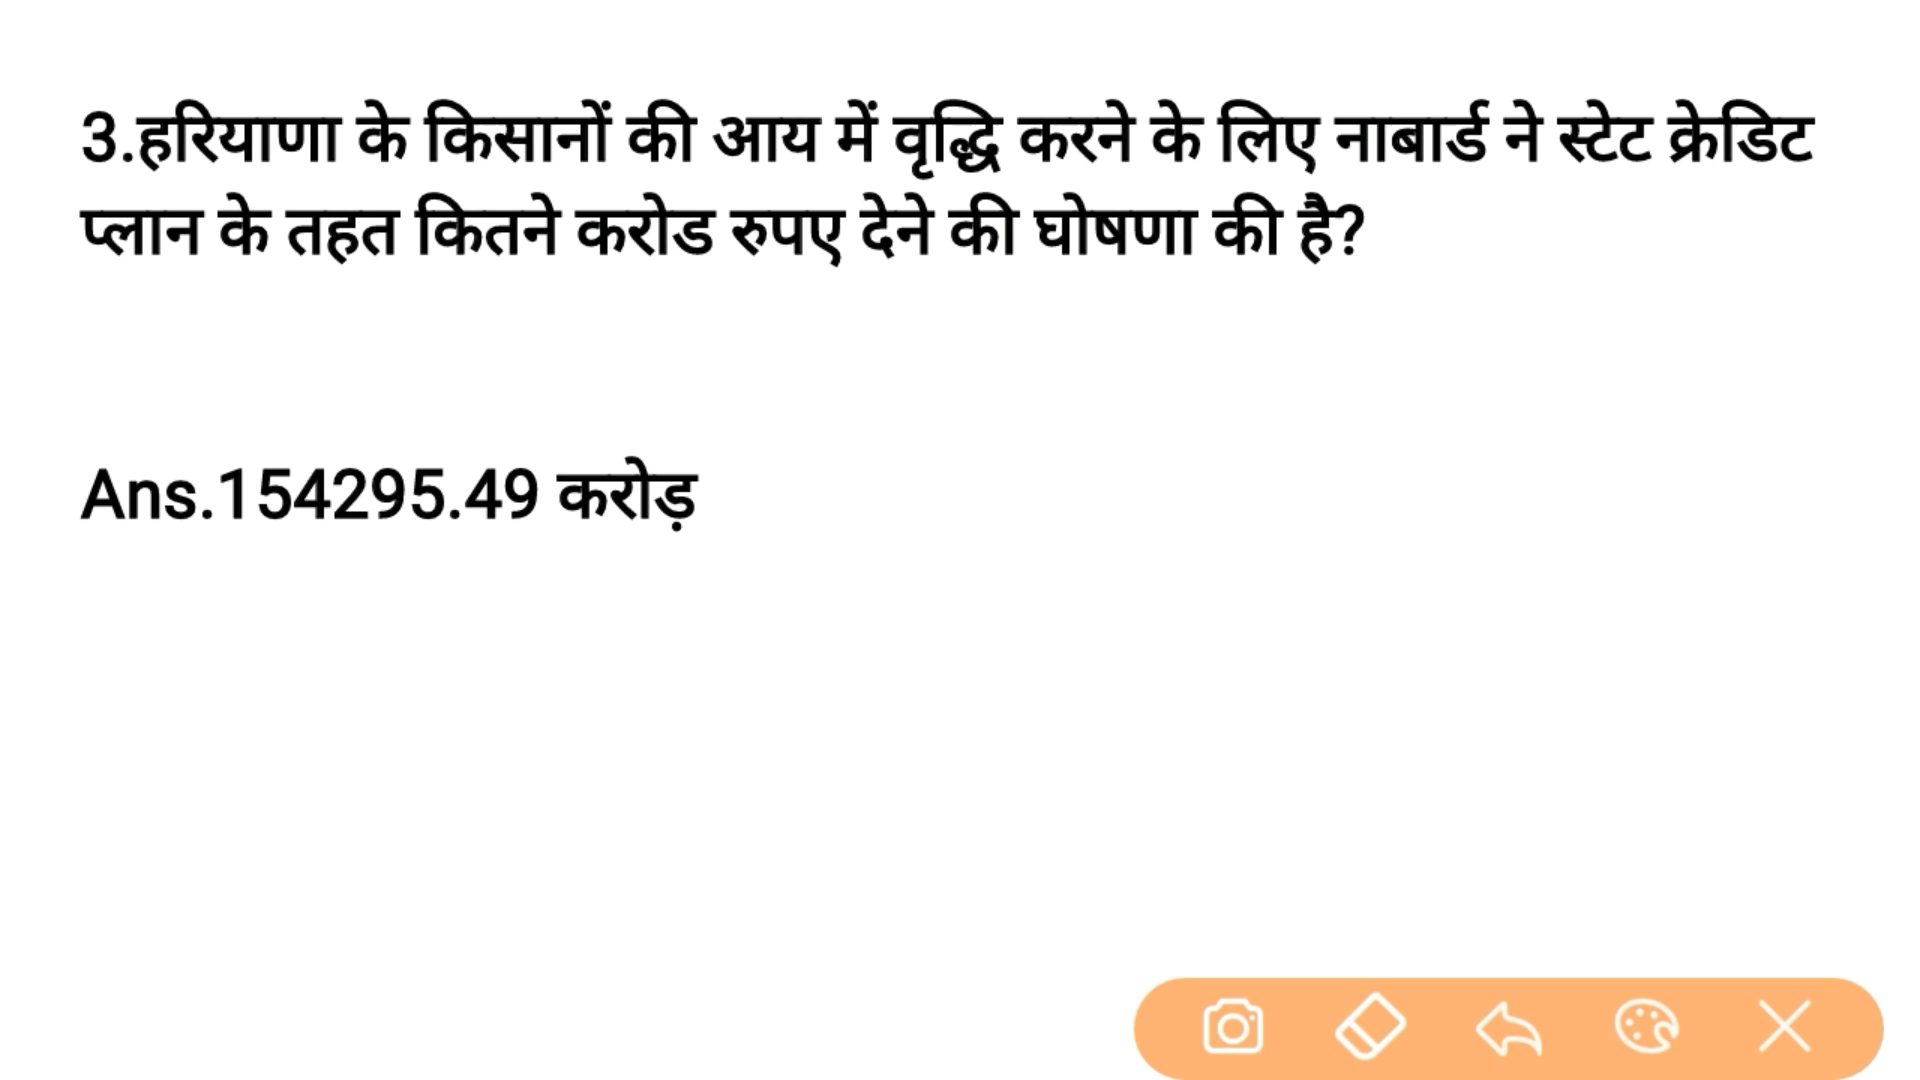 3.हरियाणा के किसानों की आय में वृद्धि करने के लिए नाबार्ड ने स्टेट क्रेडिट
प्लान के तहत कितने करोड रुपए देने की घोषणा की है?
Ans.154295.49 करोड़